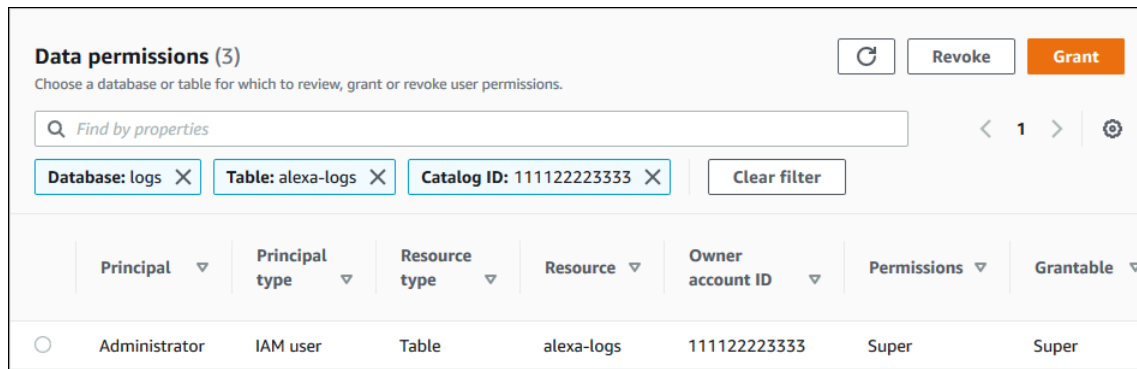 Data permissions (3)
Revoke
Grant
Choose a database or table for which to review, grant or revoke user permissions.
Find by properties
1
Database: logs
Table: alexa-logs
Catalog ID: 111122223333
Clear filter
Principal
Principal type
Resource type
Resource
Owner account ID
Permissions
Grantable
Administrator IAM user Table alexa-logs 111122223333 Super Super